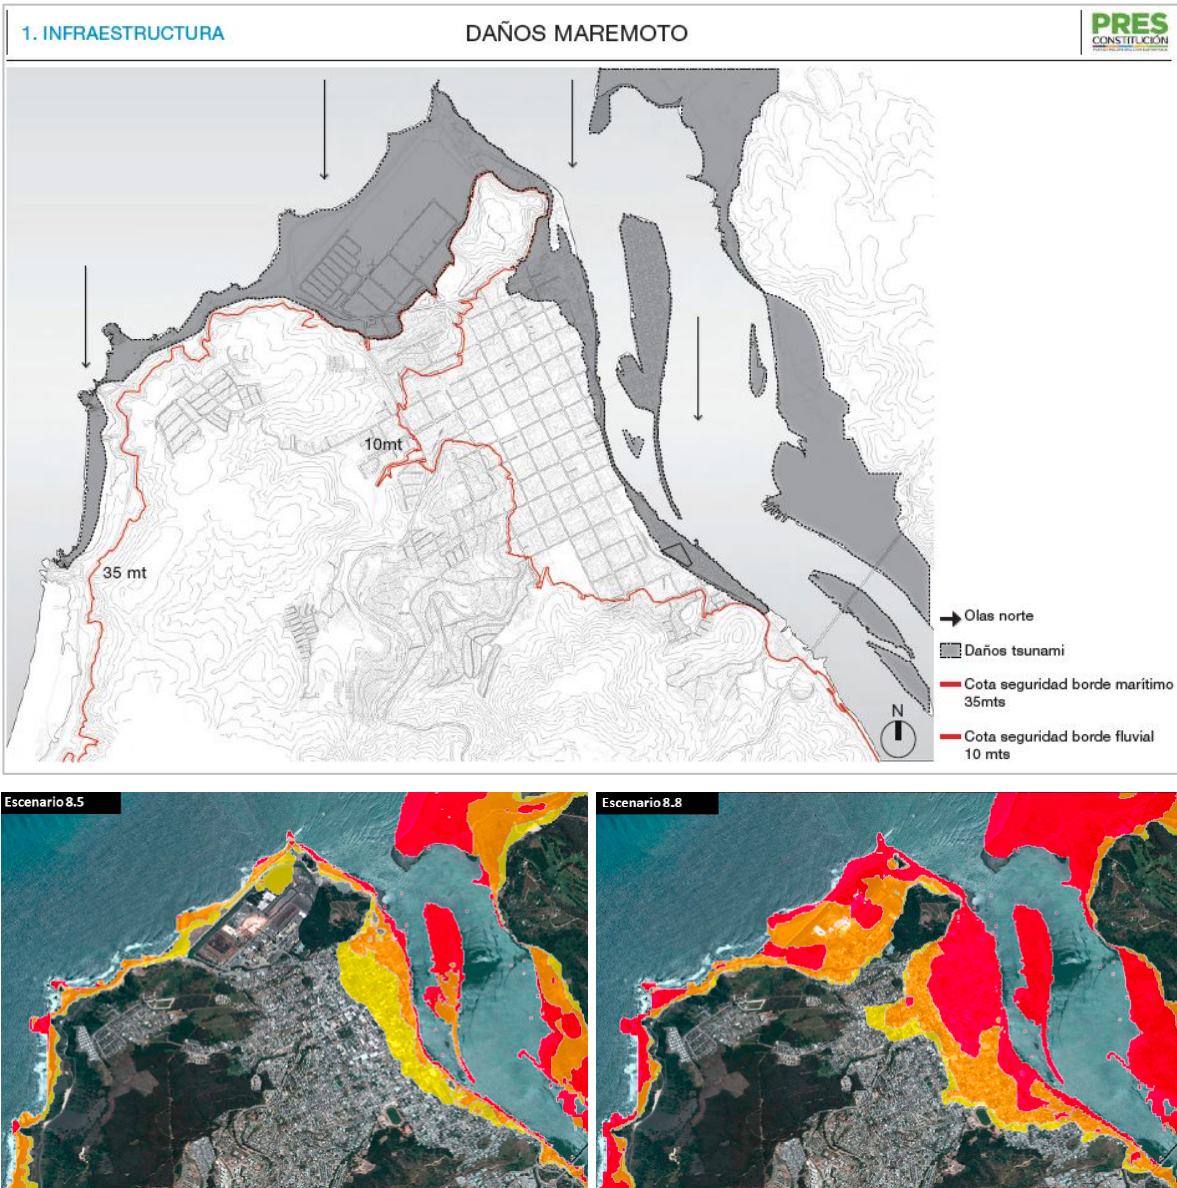 1. INFRAESTRUCTURA
DAÑOS MAREMOTO
PRES
CONSTITUCIÓN
10mt
35 mt
Olas norte
Daños tsunami
Cota seguridad borde marítimo
35mts
N
Cota seguridad borde fluvial
10 mts
Escenario 8.5
Escenario 8.8